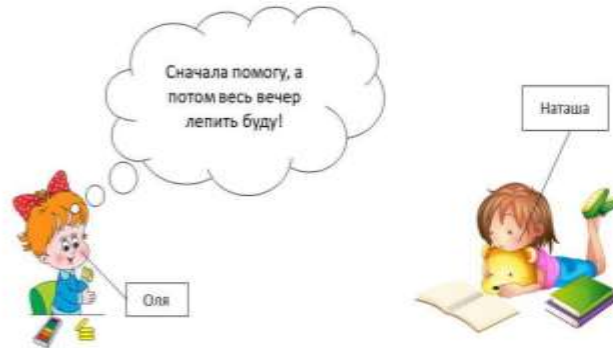 Сначала помогу, а
потом весь вечер
лепить буду!
Наташа
Оля